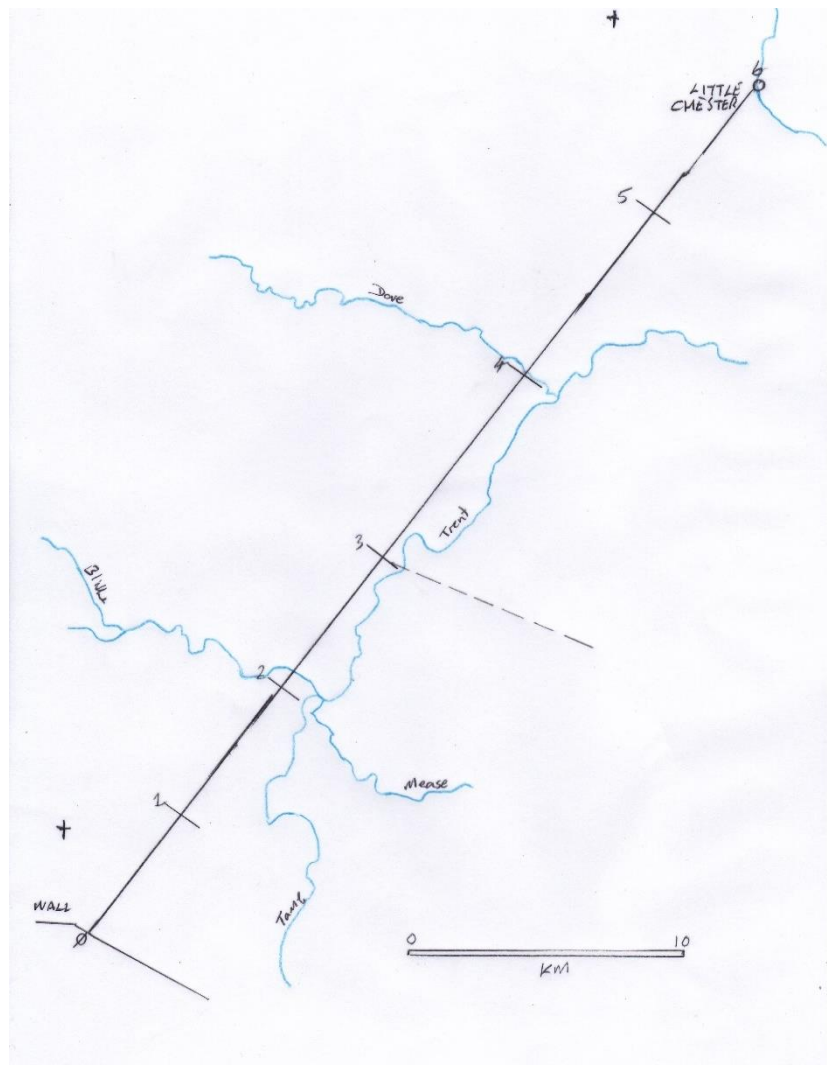 6
LITTLE
CHESTER
5
Dove
4
Trent
3
Blithe
2
Mease
1
Tame
WALL
0
0 10
KM